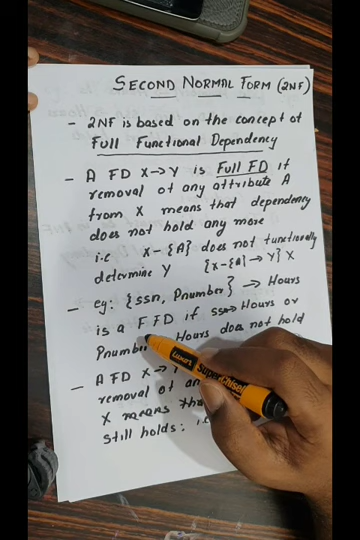 SECOND NORMAL FORM (2NF)
- 2NF is based on the concept of
Full Functional Dependency
- A FD X→Y is Full FD if
removal of any attribute A
from X means that dependency
does not hold any more
i.e X-{A} does not functionally
determine Y {X-{A} → Y} X
- eg: {ssn, Pnumber} → Hours
is a FFD if ssn→Hours or
Pnumber Hours does not hold
- A FD X→Y
removal of an
X means tha
still holds: i.e
Luxor SuperChisel